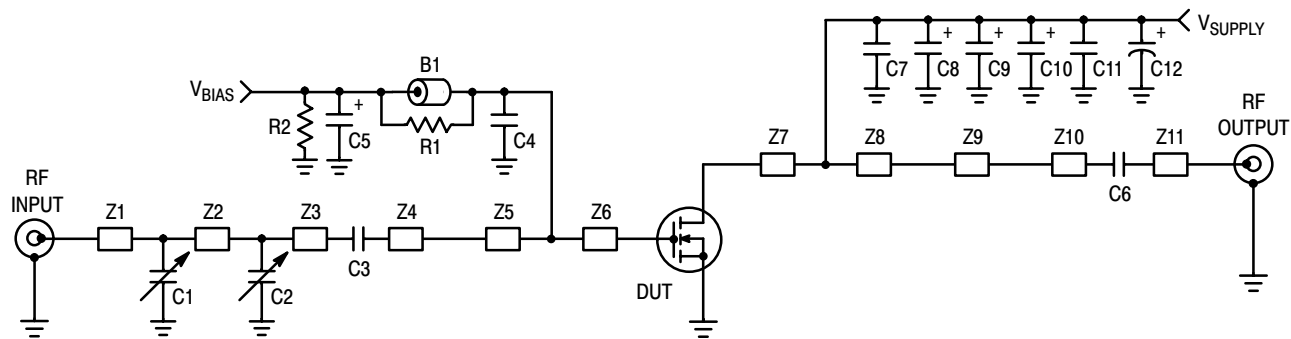 V_SUPPLY
C7
+
C8
+
C9
+
C10
C11
+
C12
B1
V_BIAS
R2
+
C5
R1
C4
RF
OUTPUT
Z7
Z8
Z9
Z10
Z11
C6
RF
INPUT
Z1
Z2
Z3
Z4
Z5
Z6
C3
C1
C2
DUT